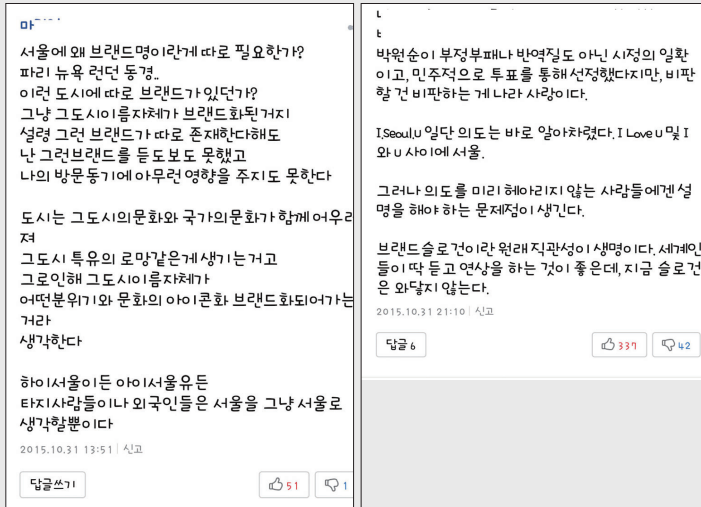 마
서울에 왜 브랜드명이란게 따로 필요한가?
파리 뉴욕 런던 동경..
이런 도시에 따로 브랜드가 있던가?
그냥 그도시이름자체가 브랜드화된거지
설령 그런 브랜드가 따로 존재한다해도
난 그런브랜드를 듣도보도 못했고
나의 방문동기에 아무런 영향을 주지도 못한다
도시는 그도시의문화와 국가의문화가 함께 어우러
져
그도시 특유의 로망같은게 생기는거고
그로인해 그도시이름자체가
어떤분위기와 문화의 아이콘화 브랜드화되어가는
거라
생각한다
하이서울이든 아이서울유든
타지사람들이나 외국인들은 서울을 그냥 서울로
생각할뿐이다
2015.10.31 13:51 신고
답글쓰기
51
1
박원순이 부정부패나 반역질도 아닌 시정의 일환
이고, 민주적으로 투표를 통해 선정했다지만, 비판
할 건 비판하는 게 나라 사랑이다.
I.Seoul.U 일단 의도는 바로 알아차렸다. I Love U 및 I
와 U 사이에 서울.
그러나 의도를 미리 헤아리지 않는 사람들에겐 설
명을 해야 하는 문제점이 생긴다.
브랜드슬로건이란 원래 직관성이 생명이다. 세계인
들이 딱 듣고 연상을 하는 것이 좋은데, 지금 슬로건
은 와닿지 않는다.
2015.10.31 21:10 신고
답글 6
337
42